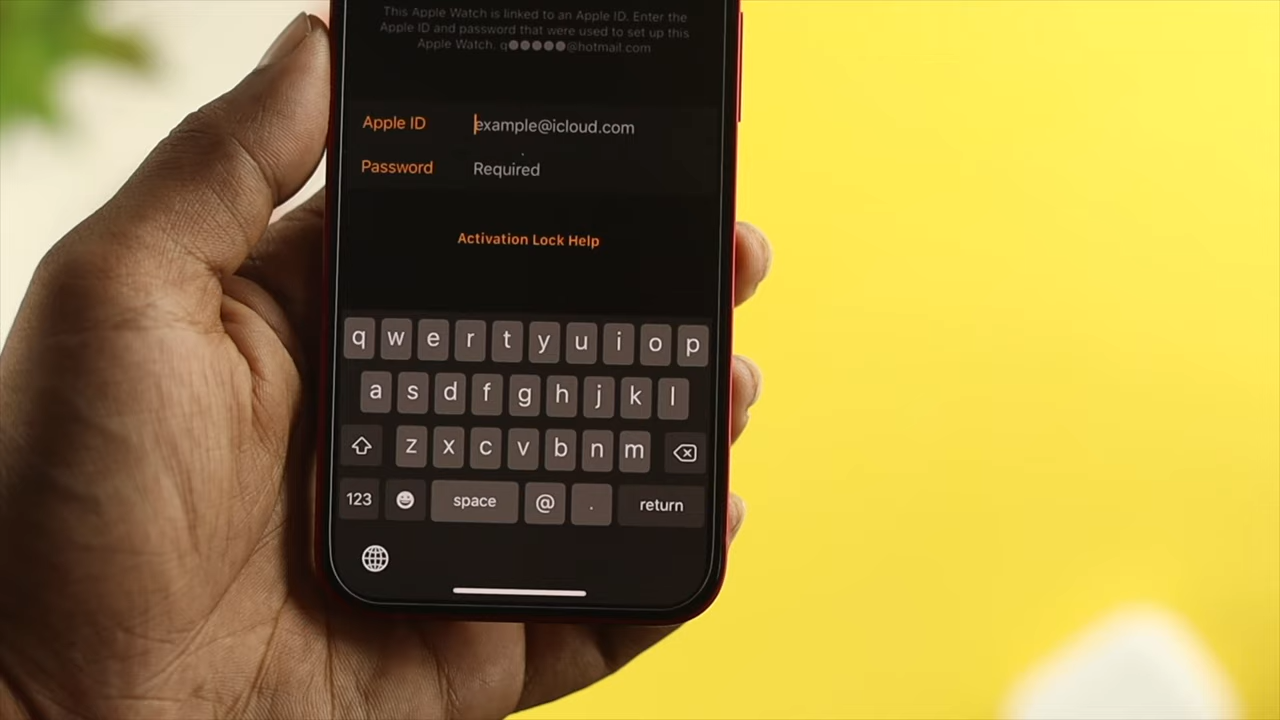 This Apple Watch is linked to an Apple ID. Enter the
Apple ID and password that were used to set up this
Apple Watch. q●●●●●@hotmail.com
Apple ID example@icloud.com
Password Required
Activation Lock Help
q w e r t y u i o p
a s d f g h j k l
z x c v b n m
123 space @ . return